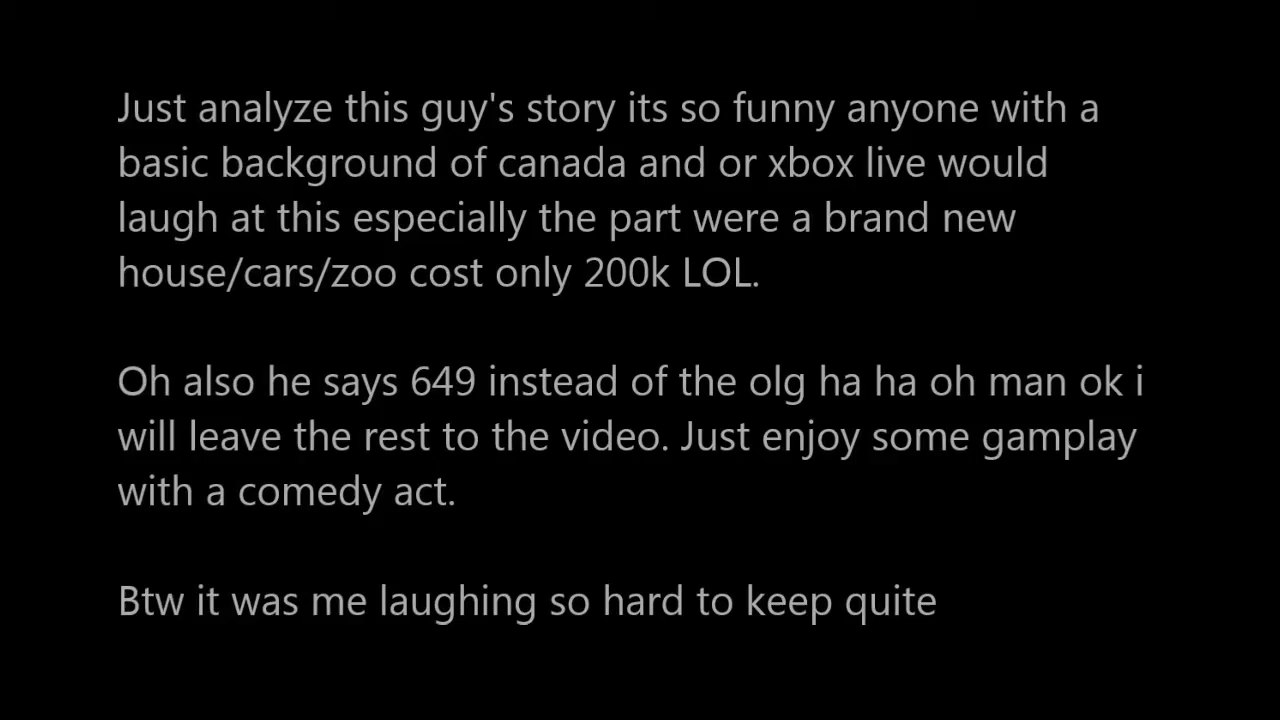 Just analyze this guy's story its so funny anyone with a
basic background of canada and or xbox live would
laugh at this especially the part were a brand new
house/cars/zoo cost only 200k LOL.
Oh also he says 649 instead of the olg ha ha oh man ok i
will leave the rest to the video. Just enjoy some gamplay
with a comedy act.
Btw it was me laughing so hard to keep quite